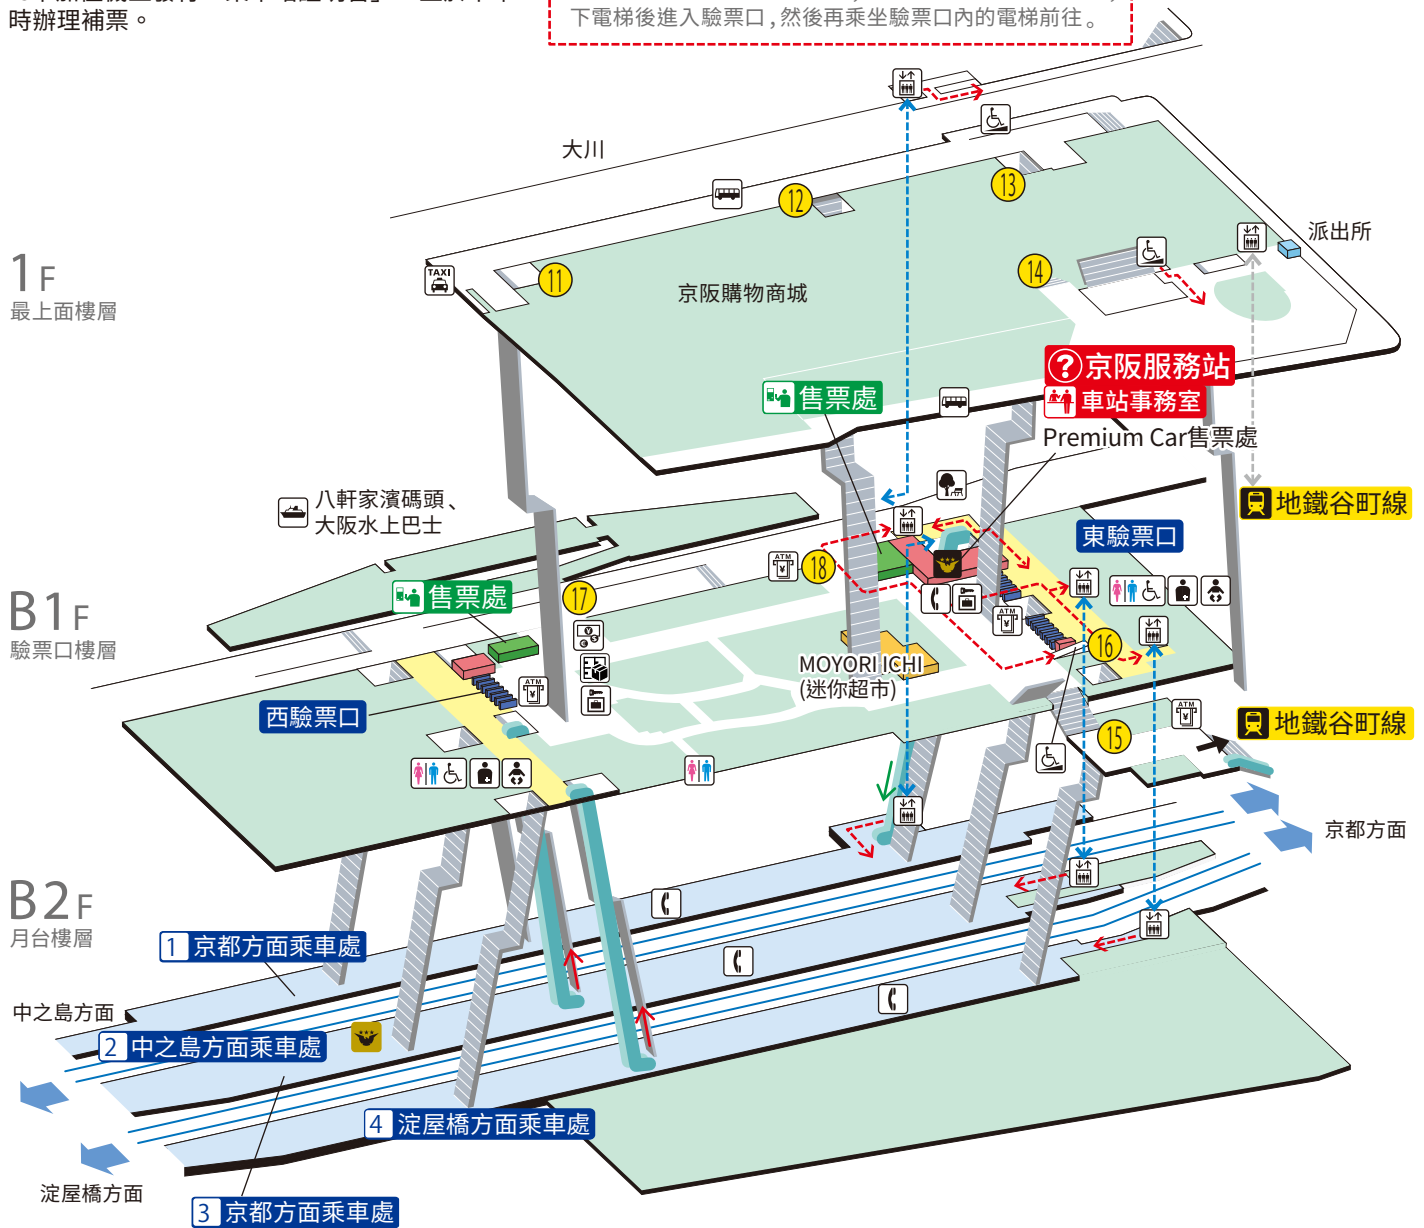 時辦理補票。
下電梯後進入驗票口，然後再乘坐驗票口內的電梯前往。
大川
13
12
派出所
14
11
TAXI
1F
最上面樓層
京阪購物商城
?京阪服務站
車站事務室
售票處
Premium Car售票處
八軒家濱碼頭、
大阪水上巴士
地鐵谷町線
東驗票口
ATM
18
售票處
17
B1F
驗票口樓層
ATM
16
MOYORI ICHI
(迷你超市)
ATM
西驗票口
ATM
15
地鐵谷町線
京都方面
B2F
月台樓層
1 京都方面乘車處
中之島方面
2 中之島方面乘車處
4 淀屋橋方面乘車處
淀屋橋方面
3 京都方面乘車處